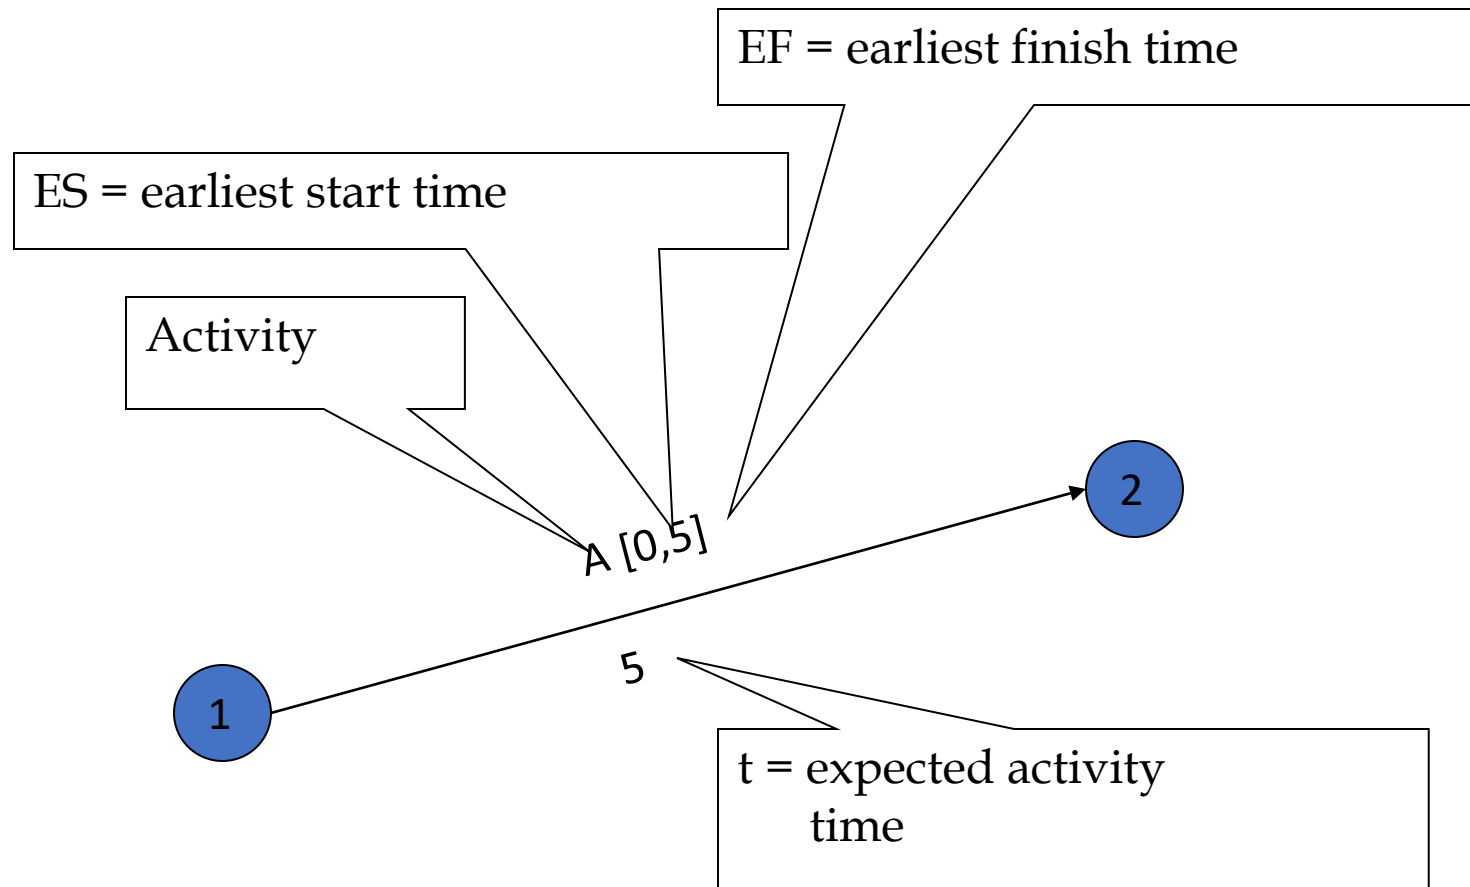 EF = earliest finish time
ES = earliest start time
Activity
2
A [0,5]
5
1
t = expected activity
time